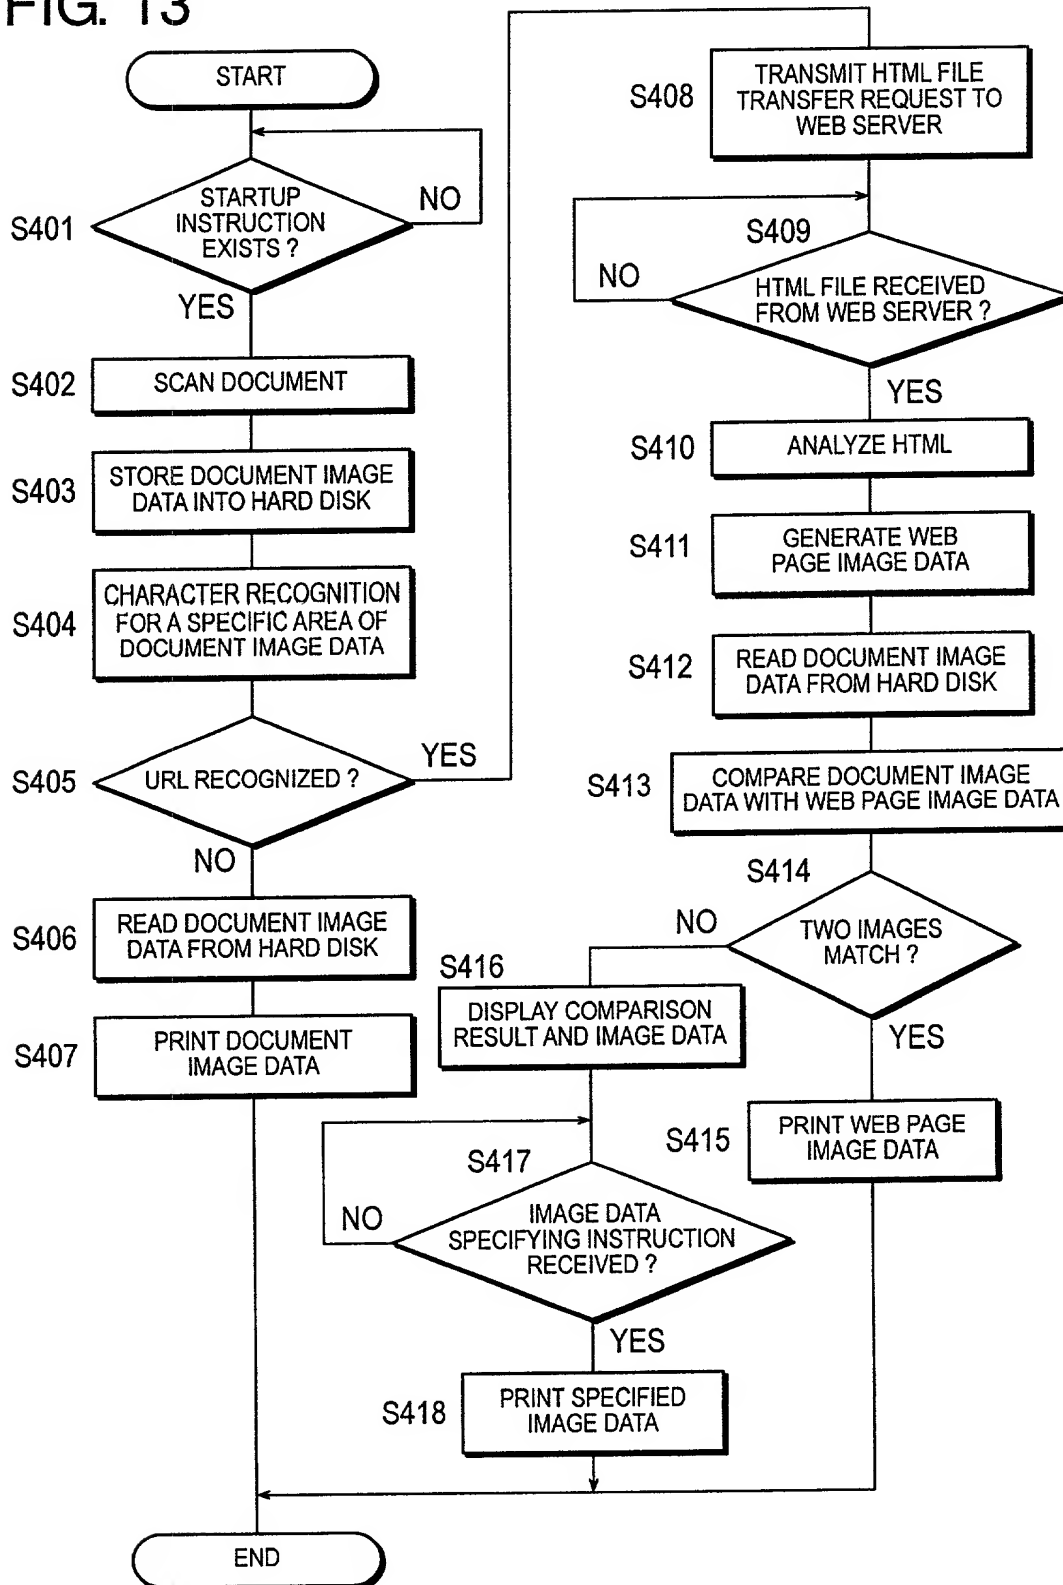 FIG. 13
START
S401
STARTUP
INSTRUCTION
EXISTS ?
NO
YES
S402
SCAN DOCUMENT
S403
STORE DOCUMENT IMAGE
DATA INTO HARD DISK
S404
CHARACTER RECOGNITION
FOR A SPECIFIC AREA OF
DOCUMENT IMAGE DATA
S405
URL RECOGNIZED ?
YES
NO
S406
READ DOCUMENT IMAGE
DATA FROM HARD DISK
S407
PRINT DOCUMENT
IMAGE DATA
S408
TRANSMIT HTML FILE
TRANSFER REQUEST TO
WEB SERVER
S409
HTML FILE RECEIVED
FROM WEB SERVER ?
NO
YES
S410
ANALYZE HTML
S411
GENERATE WEB
PAGE IMAGE DATA
S412
READ DOCUMENT IMAGE
DATA FROM HARD DISK
S413
COMPARE DOCUMENT IMAGE
DATA WITH WEB PAGE IMAGE DATA
S414
TWO IMAGES
MATCH ?
NO
YES
S415
PRINT WEB PAGE
IMAGE DATA
S416
DISPLAY COMPARISON
RESULT AND IMAGE DATA
S417
IMAGE DATA
SPECIFYING INSTRUCTION
RECEIVED ?
NO
YES
S418
PRINT SPECIFIED
IMAGE DATA
END